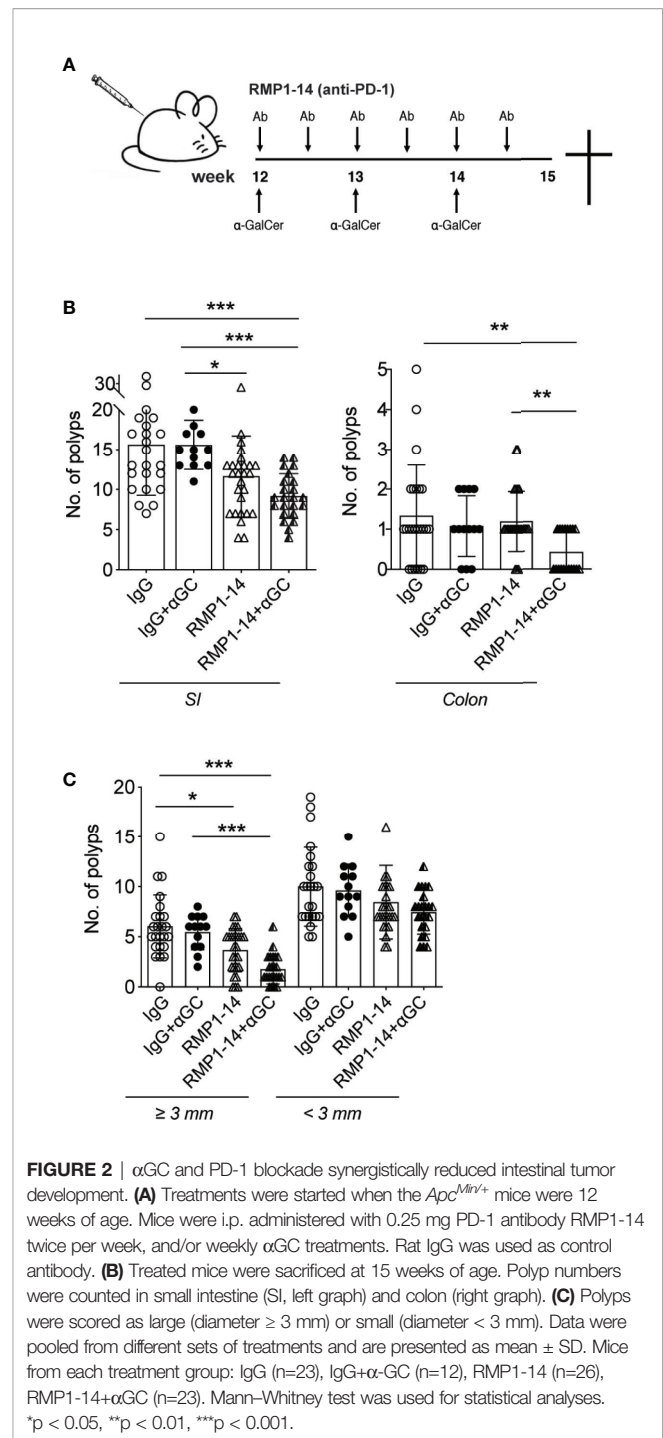 A
RMP1-14 (anti-PD-1)
Ab Ab Ab Ab Ab Ab
week 12 13 14 15
α-GalCer α-GalCer α-GalCer
B
***
***
*
No. of polyps
30
20
15
10
5
0
IgG
IgG+αGC
RMP1-14
RMP1-14+αGC
SI
**
**
No. of polyps
5
4
3
2
1
0
IgG
IgG+αGC
RMP1-14
RMP1-14+αGC
Colon
C
***
*
***
No. of polyps
20
15
10
5
0
IgG
IgG+αGC
RMP1-14
RMP1-14+αGC
IgG
IgG+αGC
RMP1-14
RMP1-14+αGC
≥ 3 mm
< 3 mm
FIGURE 2 | αGC and PD-1 blockade synergistically reduced intestinal tumor
development. (A) Treatments were started when the ApcMin/+ mice were 12
weeks of age. Mice were i.p. administered with 0.25 mg PD-1 antibody RMP1-14
twice per week, and/or weekly αGC treatments. Rat IgG was used as control
antibody. (B) Treated mice were sacrificed at 15 weeks of age. Polyp numbers
were counted in small intestine (SI, left graph) and colon (right graph). (C) Polyps
were scored as large (diameter ≥ 3 mm) or small (diameter < 3 mm). Data were
pooled from different sets of treatments and are presented as mean ± SD. Mice
from each treatment group: IgG (n=23), IgG+α-GC (n=12), RMP1-14 (n=26),
RMP1-14+αGC (n=23). Mann–Whitney test was used for statistical analyses.
*p < 0.05, **p < 0.01, ***p < 0.001.